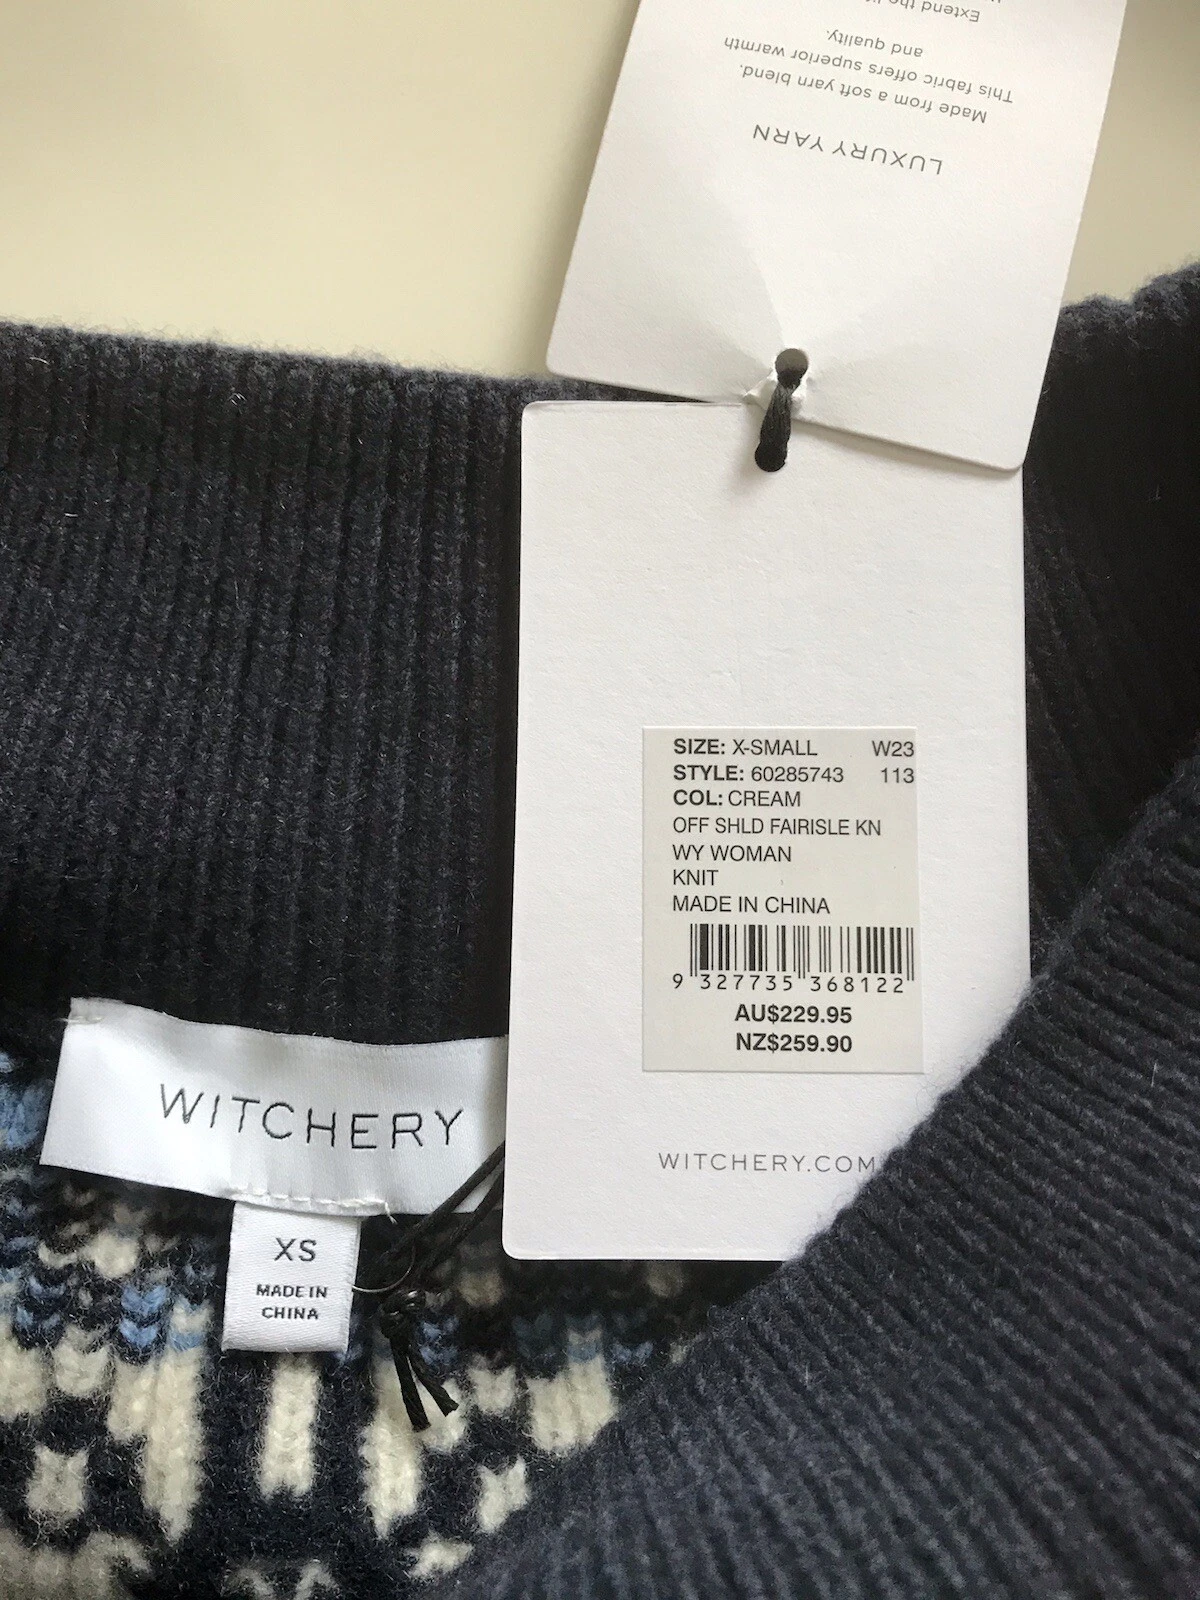 LUXURY YARN
Made from a soft yarn blend.
This fabric offers superior warmth
and quality.
Extend the
SIZE: X-SMALL W23
STYLE: 60285743 113
COL: CREAM
OFF SHLD FAIRISLE KN
WY WOMAN
KNIT
MADE IN CHINA
9 327735 368122
AU$229.95
NZ$259.90
WITCHERY.COM
WITCHERY
XS
MADE IN
CHINA